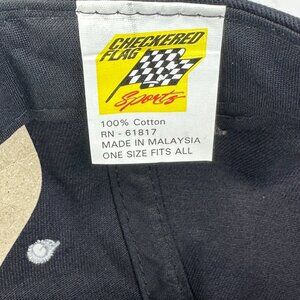 CHECKERED
FLAG
Sports
100% Cotton
RN - 61817
MADE IN MALAYSIA
ONE SIZE FITS ALL